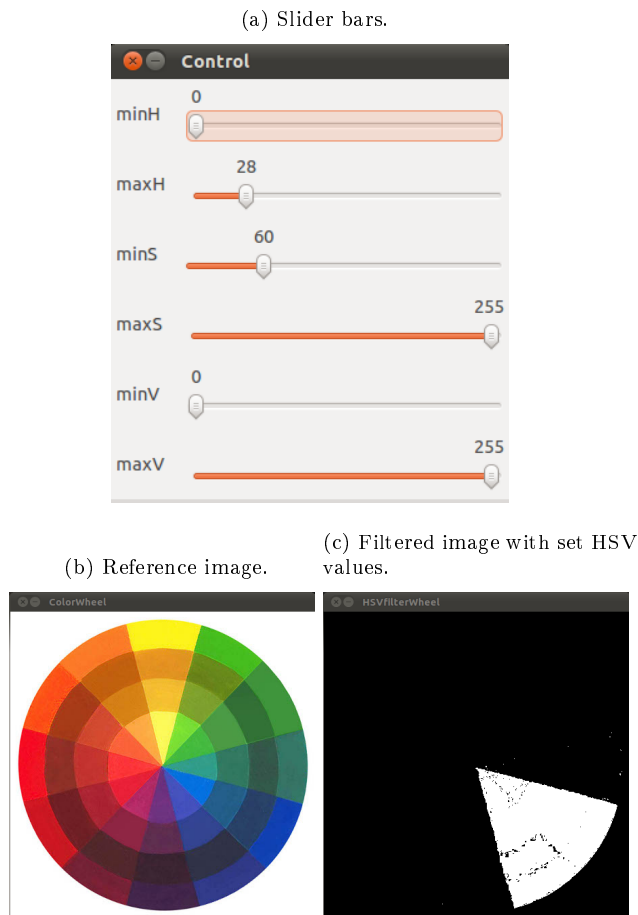 (a) Slider bars.
Control
0
minH
28
maxH
60
minS
255
maxS
0
minV
255
maxV
(b) Reference image.
(c) Filtered image with set HSV
values.
ColorWheel
HSVfilterWheel